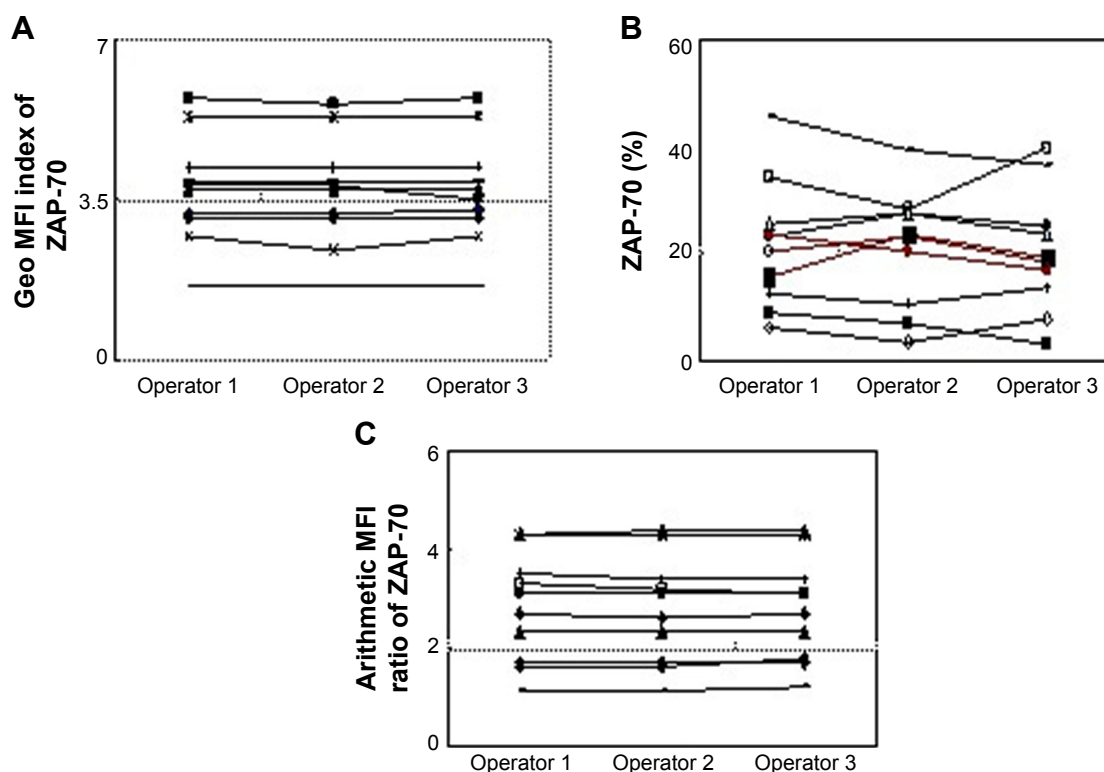 A
Geo MFI index of
ZAP-70
7
3.5
0
Operator 1 Operator 2 Operator 3
B
ZAP-70 (%)
60
40
20
0
Operator 1 Operator 2 Operator 3
C
Arithmetic MFI
ratio of ZAP-70
6
4
2
0
Operator 1 Operator 2 Operator 3